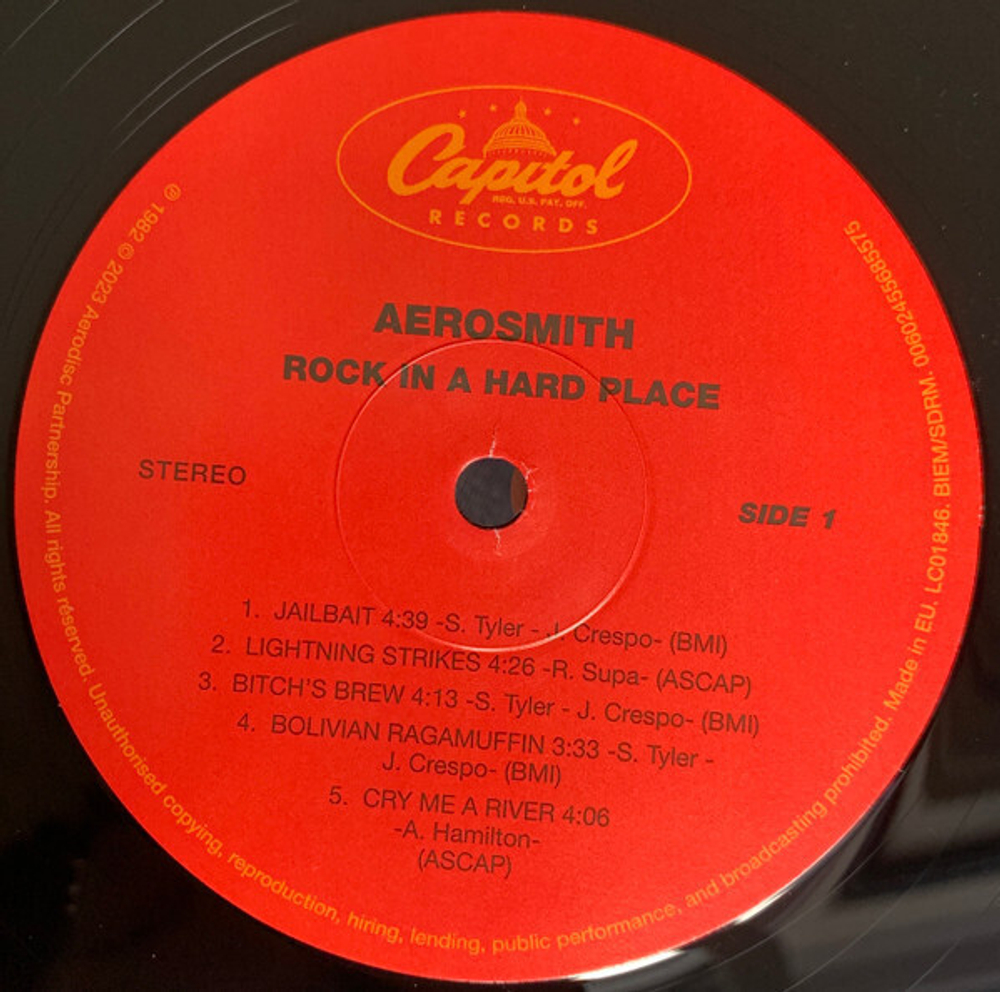 Capitol
REG. U.S. PAT. OFF.
RECORDS
AEROSMITH
ROCK IN A HARD PLACE
STEREO
SIDE 1
1. JAILBAIT 4:39 -S. Tyler - J. Crespo- (BMI)
2. LIGHTNING STRIKES 4:26 -R. Supa- (ASCAP)
3. BITCH'S BREW 4:13 -S. Tyler - J. Crespo- (BMI)
4. BOLIVIAN RAGAMUFFIN 3:33 -S. Tyler -
J. Crespo- (BMI)
5. CRY ME A RIVER 4:06
-A. Hamilton-
(ASCAP)
℗ 1982 © 2023 Aerodisc Partnership. All rights reserved. Unauthorised copying, reproduction, hiring, lending, public performance, and broadcasting prohibited. Made in EU. LC01846. BIEM/SDRM. 00602455685575